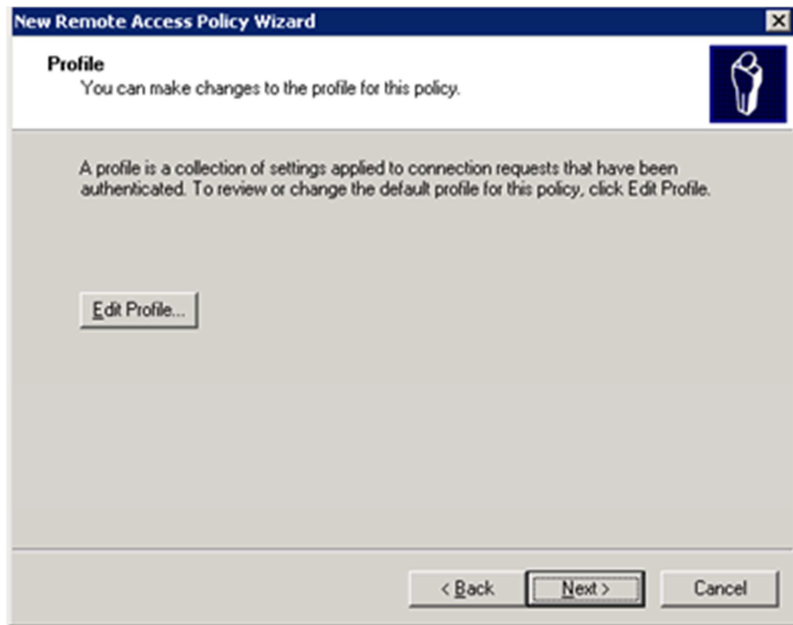 New Remote Access Policy Wizard
Profile
You can make changes to the profile for this policy.
A profile is a collection of settings applied to connection requests that have been
authenticated. To review or change the default profile for this policy, click Edit Profile.
Edit Profile...
< Back Next > Cancel